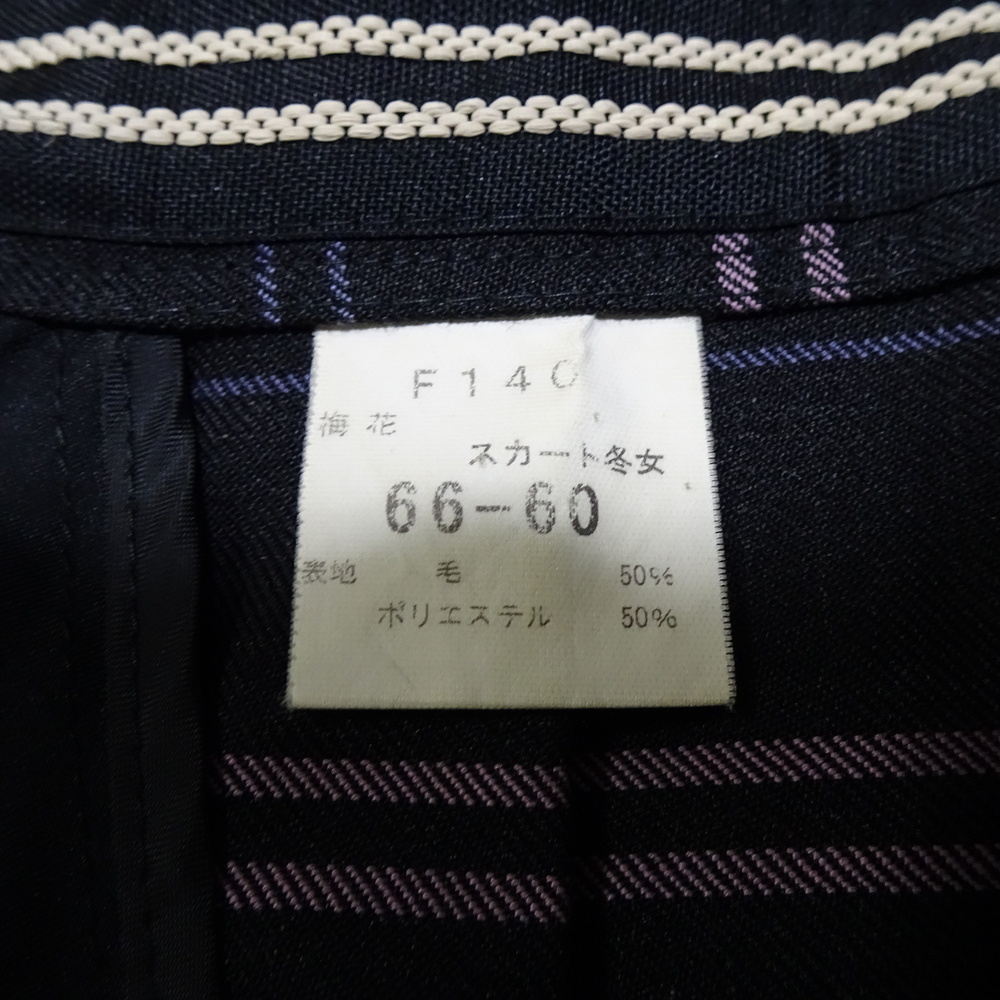 F140
梅花
スカート冬女
66-60
表地 毛 50%
ポリエステル 50%